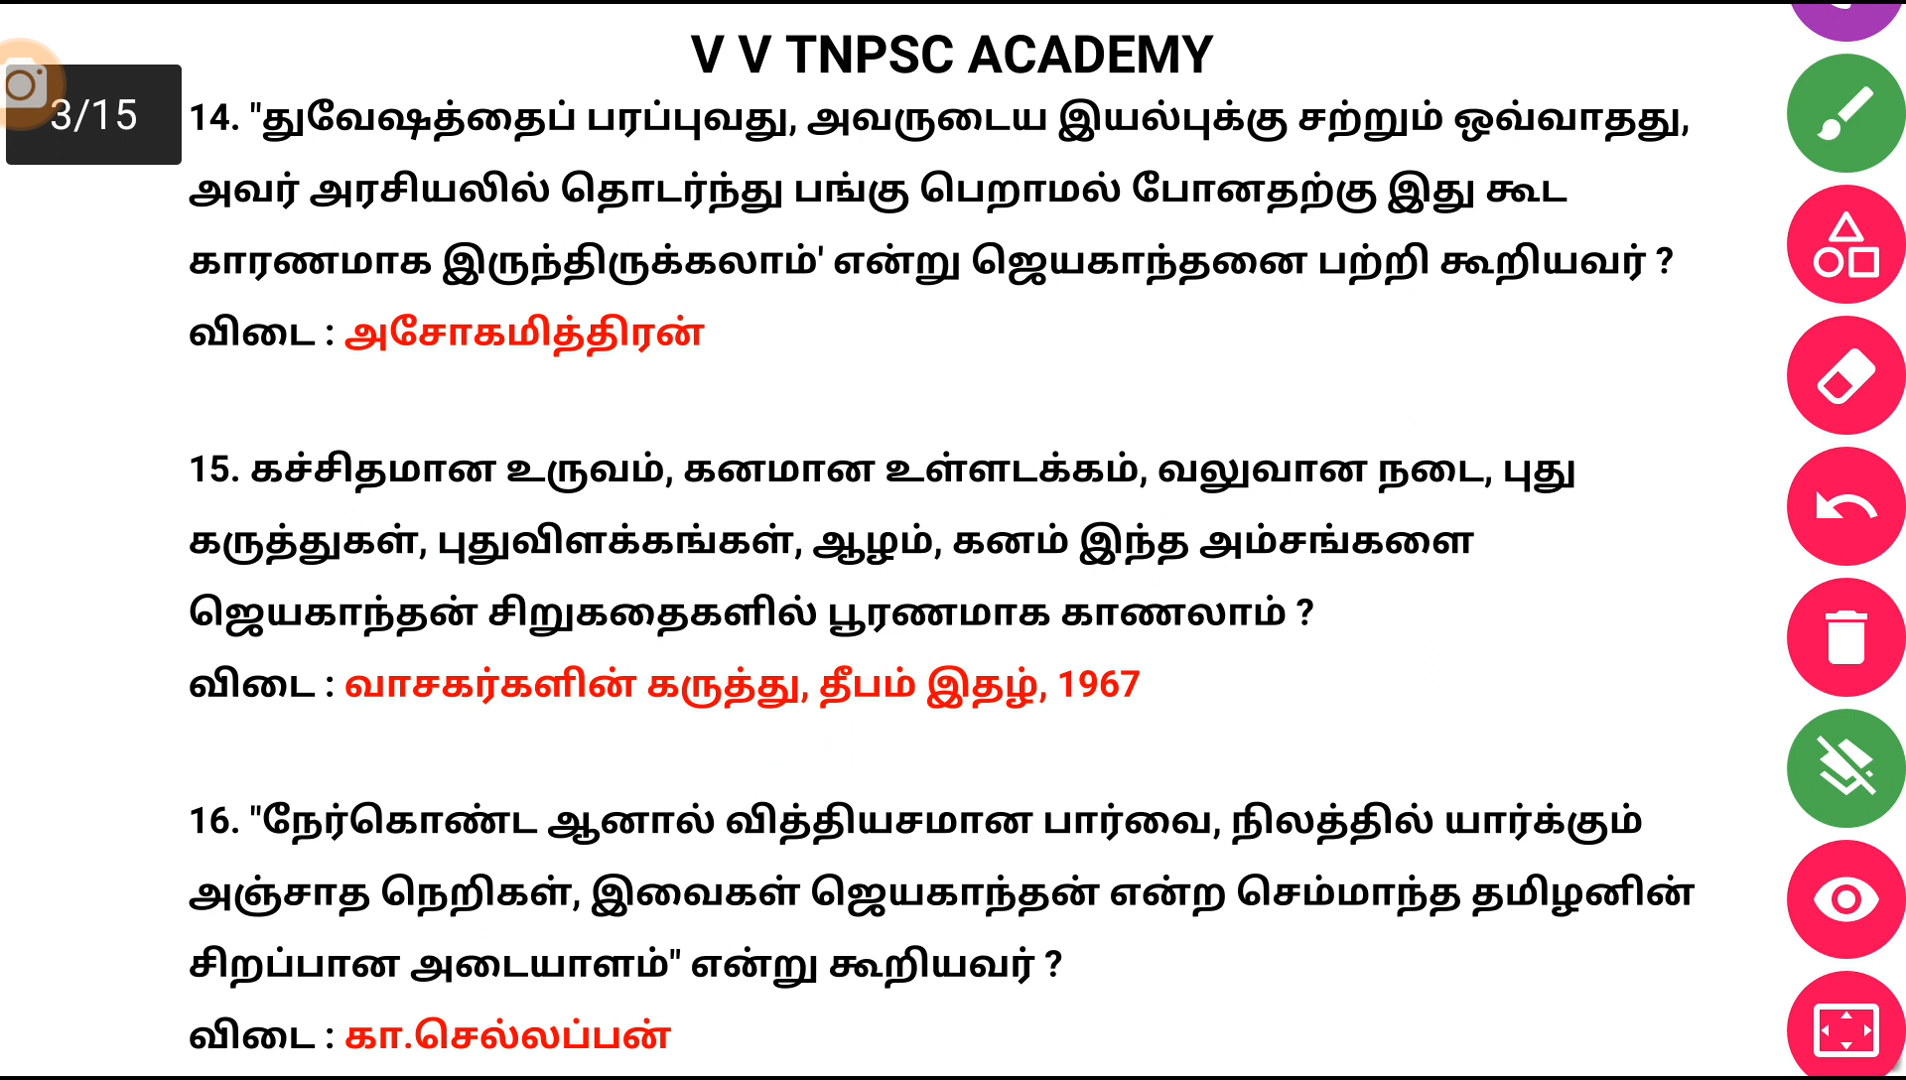 V V TNPSC ACADEMY
3/15
14. "துவேஷத்தைப் பரப்புவது, அவருடைய இயல்புக்கு சற்றும் ஒவ்வாதது,
அவர் அரசியலில் தொடர்ந்து பங்கு பெறாமல் போனதற்கு இது கூட
காரணமாக இருந்திருக்கலாம்' என்று ஜெயகாந்தனை பற்றி கூறியவர் ?
விடை : அசோகமித்திரன்
15. கச்சிதமான உருவம், கனமான உள்ளடக்கம், வலுவான நடை, புது
கருத்துகள், புதுவிளக்கங்கள், ஆழம், கனம் இந்த அம்சங்களை
ஜெயகாந்தன் சிறுகதைகளில் பூரணமாக காணலாம் ?
விடை : வாசகர்களின் கருத்து, தீபம் இதழ், 1967
16. "நேர்கொண்ட ஆனால் வித்தியசமான பார்வை, நிலத்தில் யார்க்கும்
அஞ்சாத நெறிகள், இவைகள் ஜெயகாந்தன் என்ற செம்மாந்த தமிழனின்
சிறப்பான அடையாளம்" என்று கூறியவர் ?
விடை : கா.செல்லப்பன்